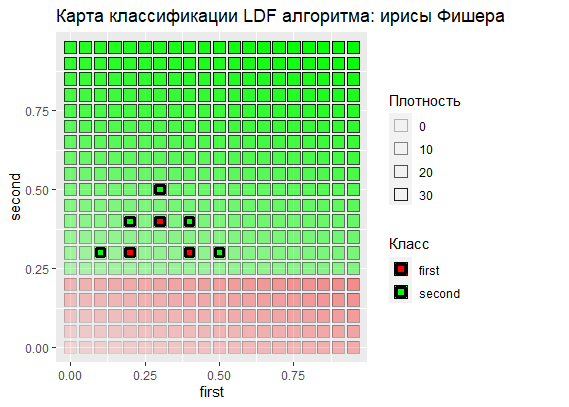 Карта классификации LDF алгоритма: ирисы Фишера
second
0.75
0.50
0.25
0.00
0.00
0.25
0.50
0.75
first
Плотность
0
10
20
30
Класс
first
second